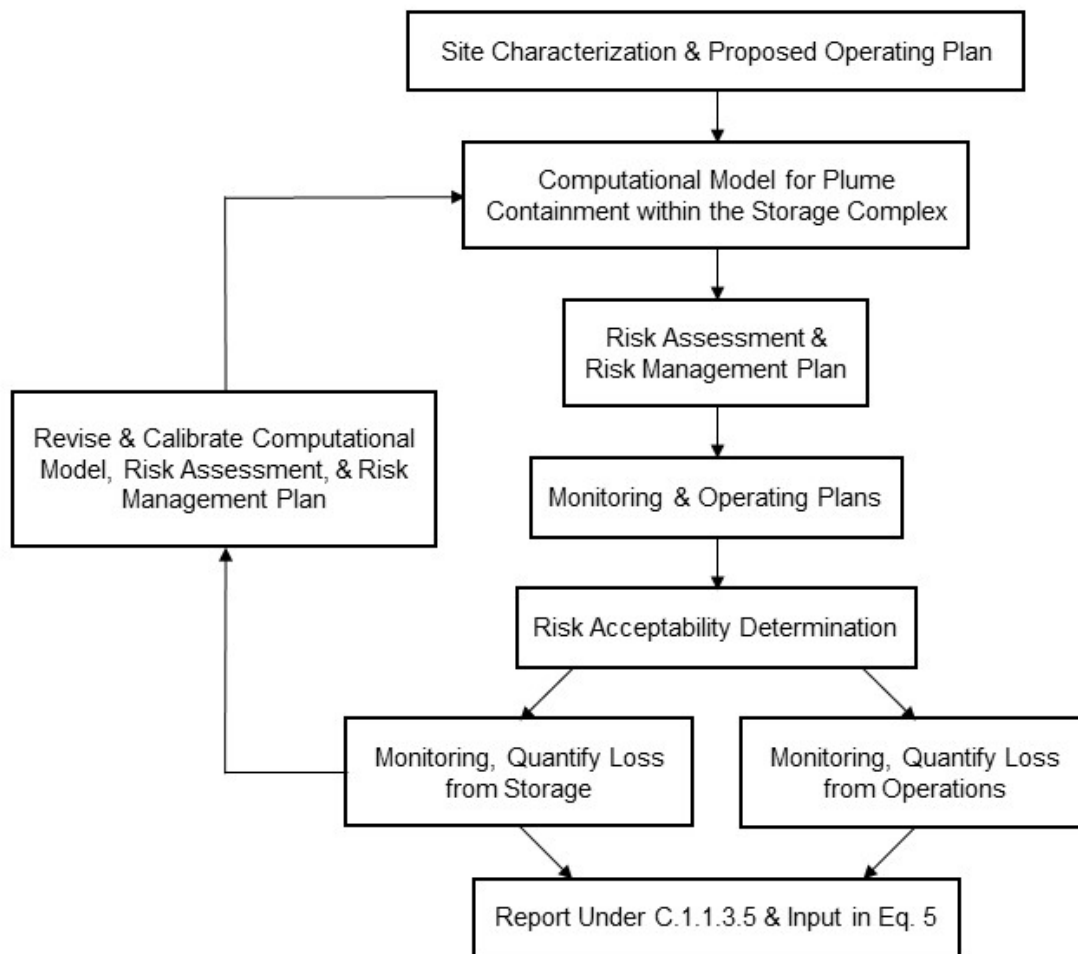 Site Characterization & Proposed Operating Plan
Computational Model for Plume
Containment within the Storage Complex
Risk Assessment &
Risk Management Plan
Revise & Calibrate Computational
Model, Risk Assessment, & Risk
Management Plan
Monitoring & Operating Plans
Risk Acceptability Determination
Monitoring, Quantify Loss
from Storage
Monitoring, Quantify Loss
from Operations
Report Under C.1.1.3.5 & Input in Eq. 5